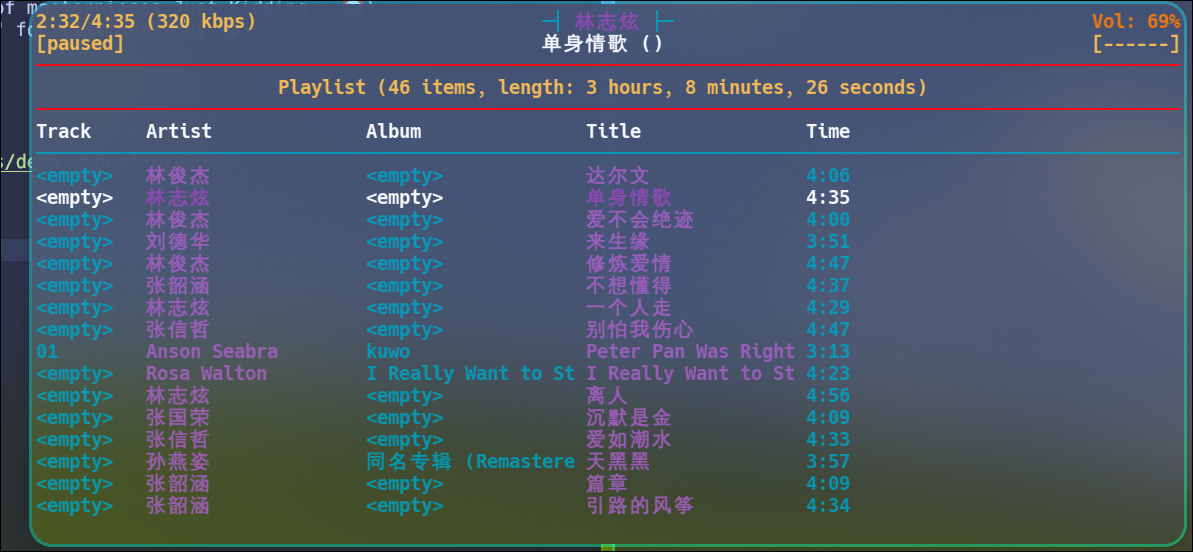 of masterpieces Just Kidding...
2:32/4:35 (320 kbps) ─┤ 林志炫 ├─ Vol: 69%
[paused] 单身情歌 () [------]
Playlist (46 items, length: 3 hours, 8 minutes, 26 seconds)
Track Artist Album Title Time
s/de
<empty> 林俊杰 <empty> 达尔文 4:06
<empty> 林志炫 <empty> 单身情歌 4:35
<empty> 林俊杰 <empty> 爱不会绝迹 4:00
<empty> 刘德华 <empty> 来生缘 3:51
<empty> 林俊杰 <empty> 修炼爱情 4:47
<empty> 张韶涵 <empty> 不想懂得 4:37
<empty> 林志炫 <empty> 一个人走 4:29
<empty> 张信哲 <empty> 别怕我伤心 4:47
01 Anson Seabra kuwo Peter Pan Was Right 3:13
<empty> Rosa Walton I Really Want to St I Really Want to St 4:23
<empty> 林志炫 <empty> 离人 4:56
<empty> 张国荣 <empty> 沉默是金 4:09
<empty> 张信哲 <empty> 爱如潮水 4:33
<empty> 孙燕姿 同名专辑 (Remastere 天黑黑 3:57
<empty> 张韶涵 <empty> 篇章 4:09
<empty> 张韶涵 <empty> 引路的风筝 4:34